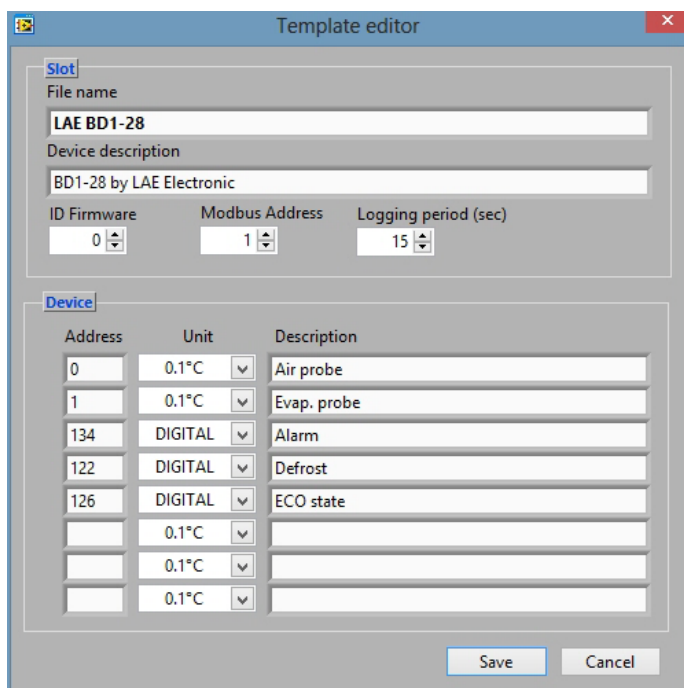 Template editor
Slot
File name
LAE BD1-28
Device description
BD1-28 by LAE Electronic
ID Firmware Modbus Address Logging period (sec)
0 1 15
Device
Address Unit Description
0 0.1°C Air probe
1 0.1°C Evap. probe
134 DIGITAL Alarm
122 DIGITAL Defrost
126 DIGITAL ECO state
0.1°C
0.1°C
0.1°C
Save Cancel